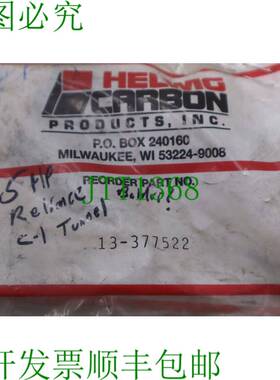 图必究
HELWIG
CARBON
PRODUCTS, INC.
P.O. BOX 240160
MILWAUKEE, WI 53224-9008
REORDER PART NO.
JTT1368
5 HP
Reliance
C-1 Tunnel
13-377522
开发票顺丰包邮